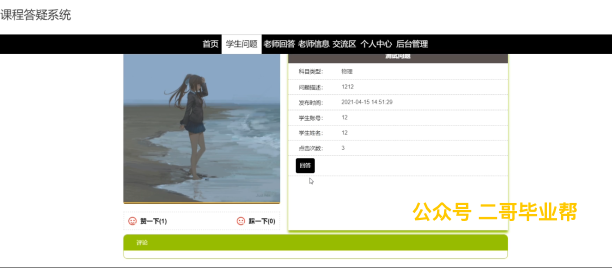 课程答疑系统
首页 学生问题 老师回答 老师信息 交流区 个人中心 后台管理
测试问题
科目类型： 物理
问题描述： 1212
发布时间： 2021-04-15 14:51:29
学生账号： 12
学生姓名： 12
点击次数： 3
回答
赞一下(1) 踩一下(0)
公众号 二哥毕业帮
评论